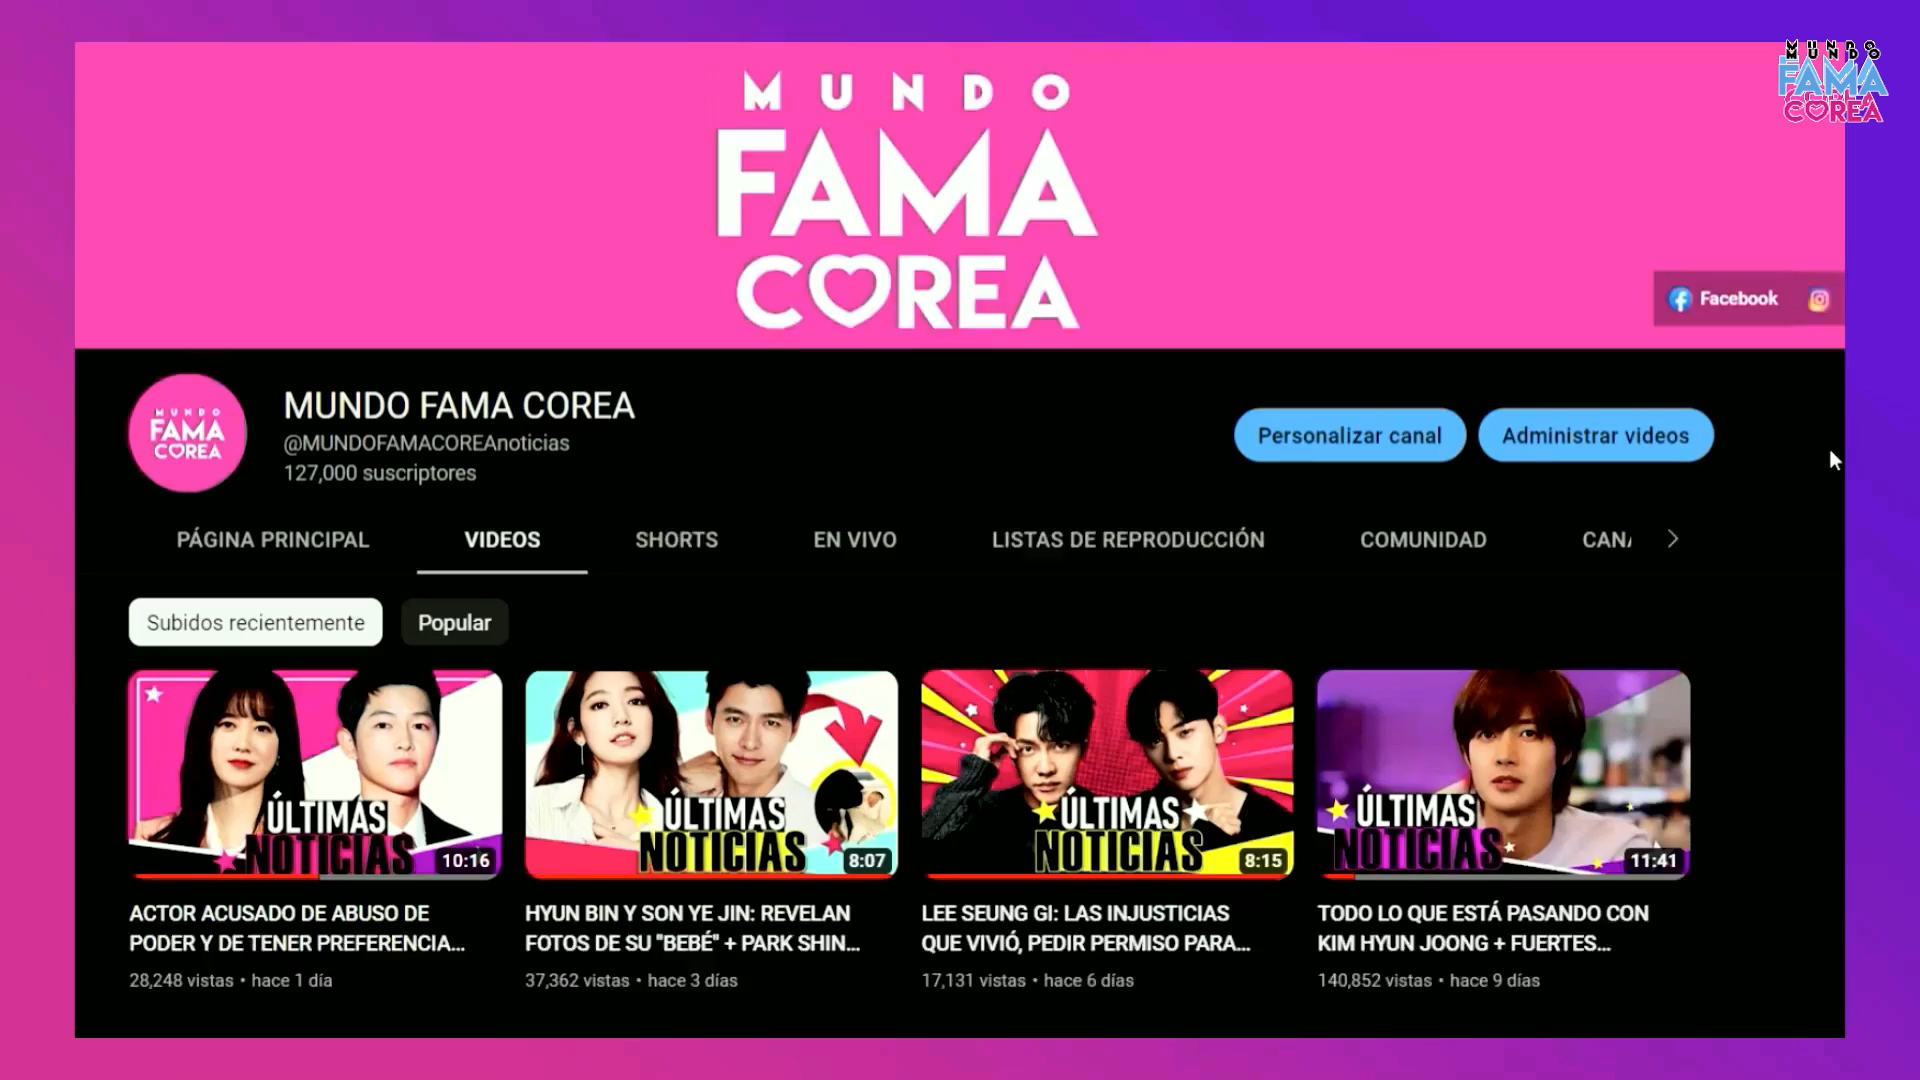 MUNDO
FAMA
COREA
MUNDO
FAMA
COREA
Facebook
MUNDO
FAMA
COREA
MUNDO FAMA COREA
@MUNDOFAMACOREAnoticias
127,000 suscriptores
Personalizar canal
Administrar videos
PÁGINA PRINCIPAL
VIDEOS
SHORTS
EN VIVO
LISTAS DE REPRODUCCIÓN
COMUNIDAD
CANA
Subidos recientemente
Popular
ÚLTIMAS
NOTICIAS
10:16
ÚLTIMAS
NOTICIAS
8:07
ÚLTIMAS
NOTICIAS
8:15
ÚLTIMAS
NOTICIAS
11:41
ACTOR ACUSADO DE ABUSO DE
PODER Y DE TENER PREFERENCIA...
28,248 vistas • hace 1 día
HYUN BIN Y SON YE JIN: REVELAN
FOTOS DE SU "BEBÉ" + PARK SHIN...
37,362 vistas • hace 3 días
LEE SEUNG GI: LAS INJUSTICIAS
QUE VIVIÓ, PEDIR PERMISO PARA...
17,131 vistas • hace 6 días
TODO LO QUE ESTÁ PASANDO CON
KIM HYUN JOONG + FUERTES...
140,852 vistas • hace 9 días